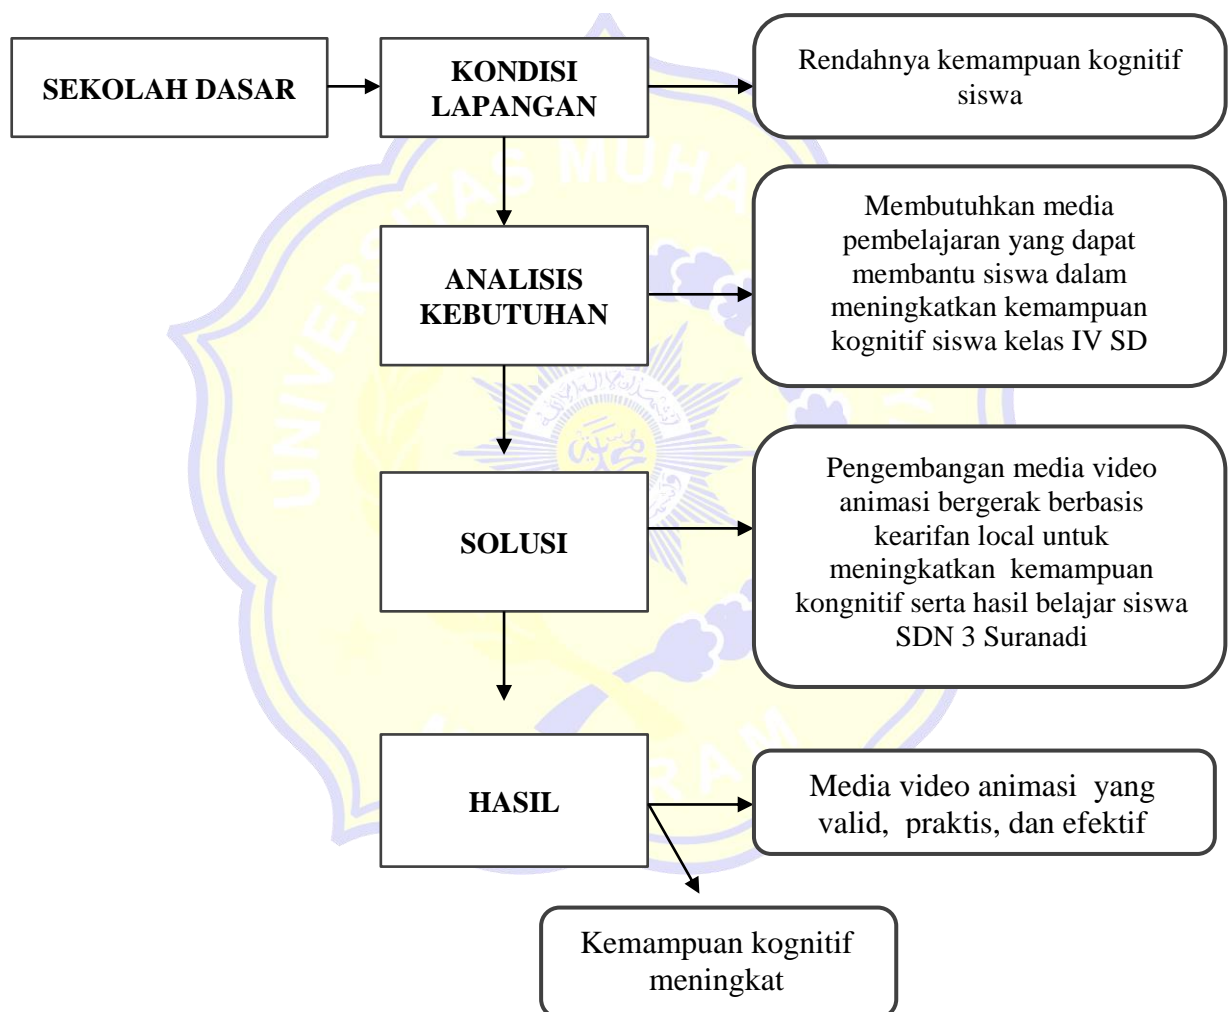 SEKOLAH DASAR
KONDISI
LAPANGAN
Rendahnya kemampuan kognitif
siswa
ANALISIS
KEBUTUHAN
Membutuhkan media
pembelajaran yang dapat
membantu siswa dalam
meningkatkan kemampuan
kognitif siswa kelas IV SD
SOLUSI
Pengembangan media video
animasi bergerak berbasis
kearifan local untuk
meningkatkan kemampuan
kongnitif serta hasil belajar siswa
SDN 3 Suranadi
HASIL
Media video animasi yang
valid, praktis, dan efektif
Kemampuan kognitif
meningkat
UNIVERSITAS MUHA